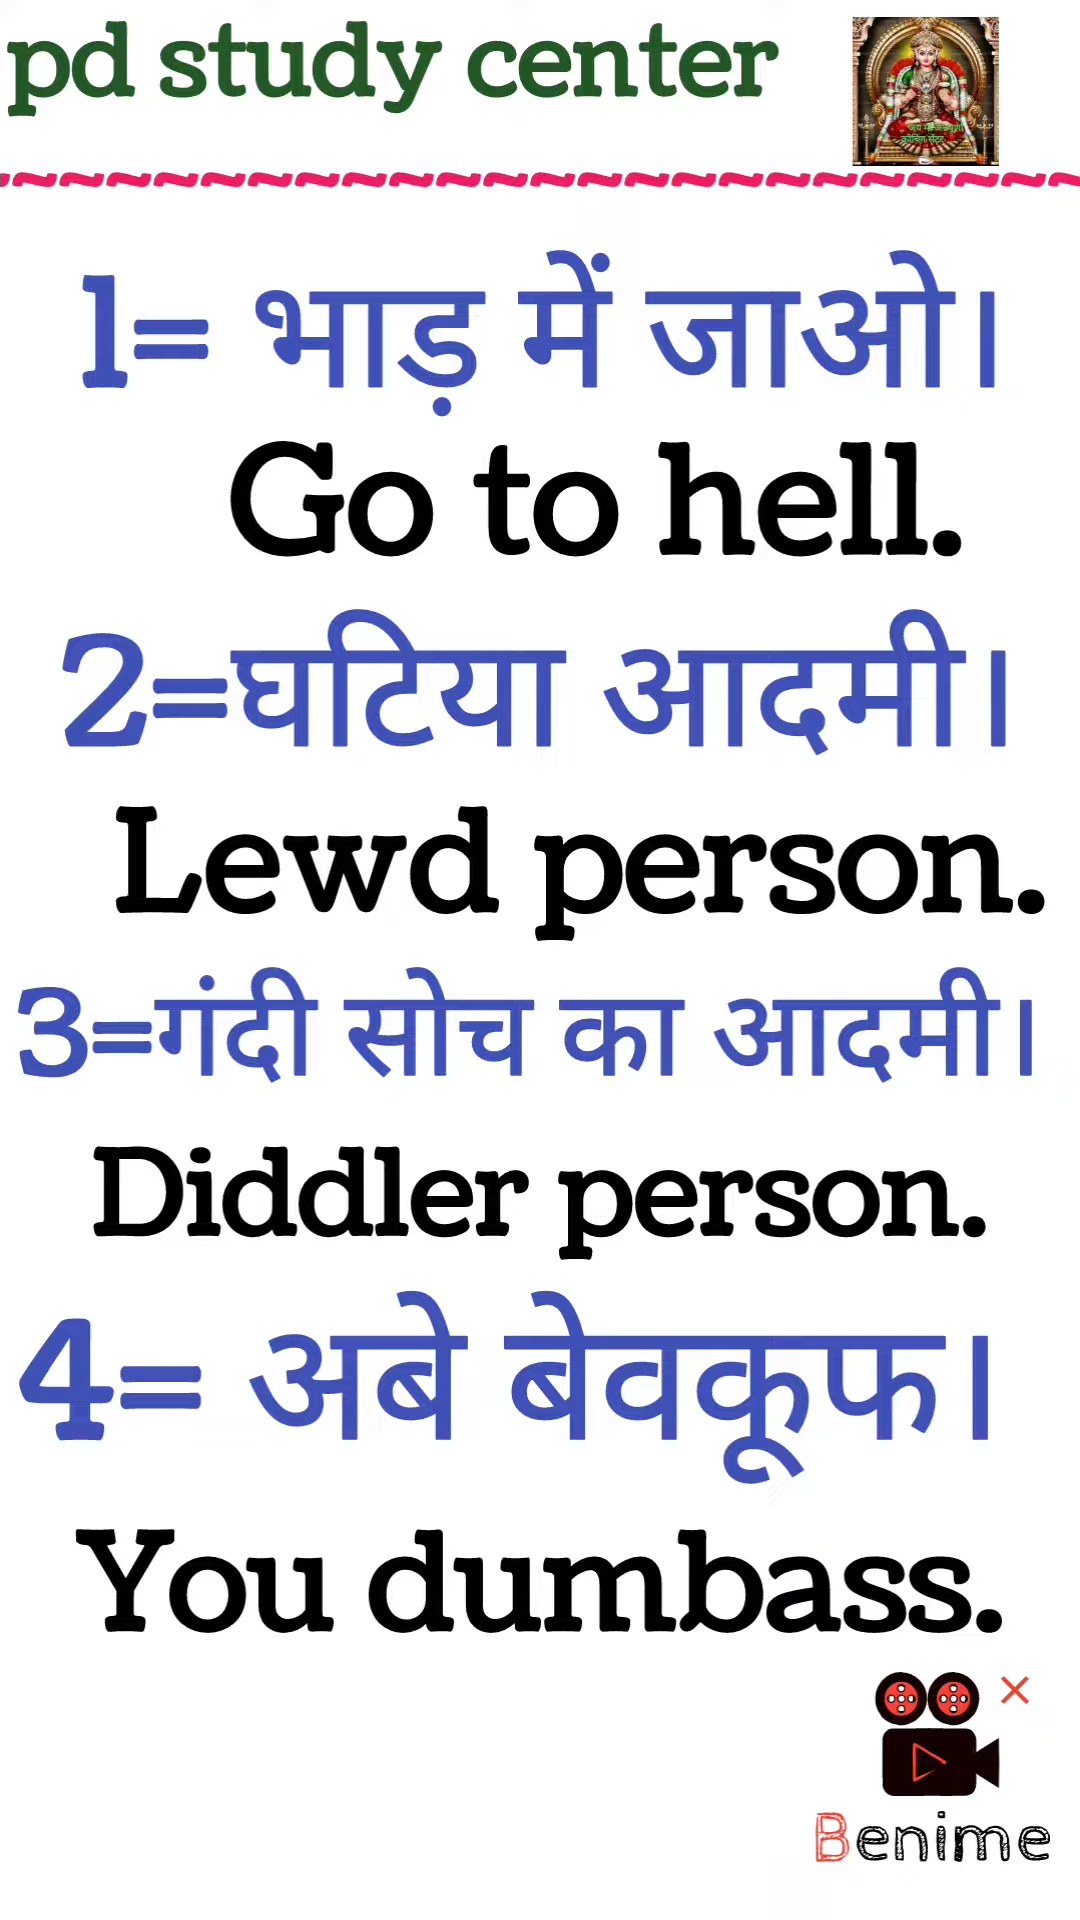 pd study center
1= भाड़ में जाओ।
Go to hell.
2=घटिया आदमी।
Lewd person.
3=गंदी सोच का आदमी।
Diddler person.
4= अबे बेवकूफ।
You dumbass.
Benime